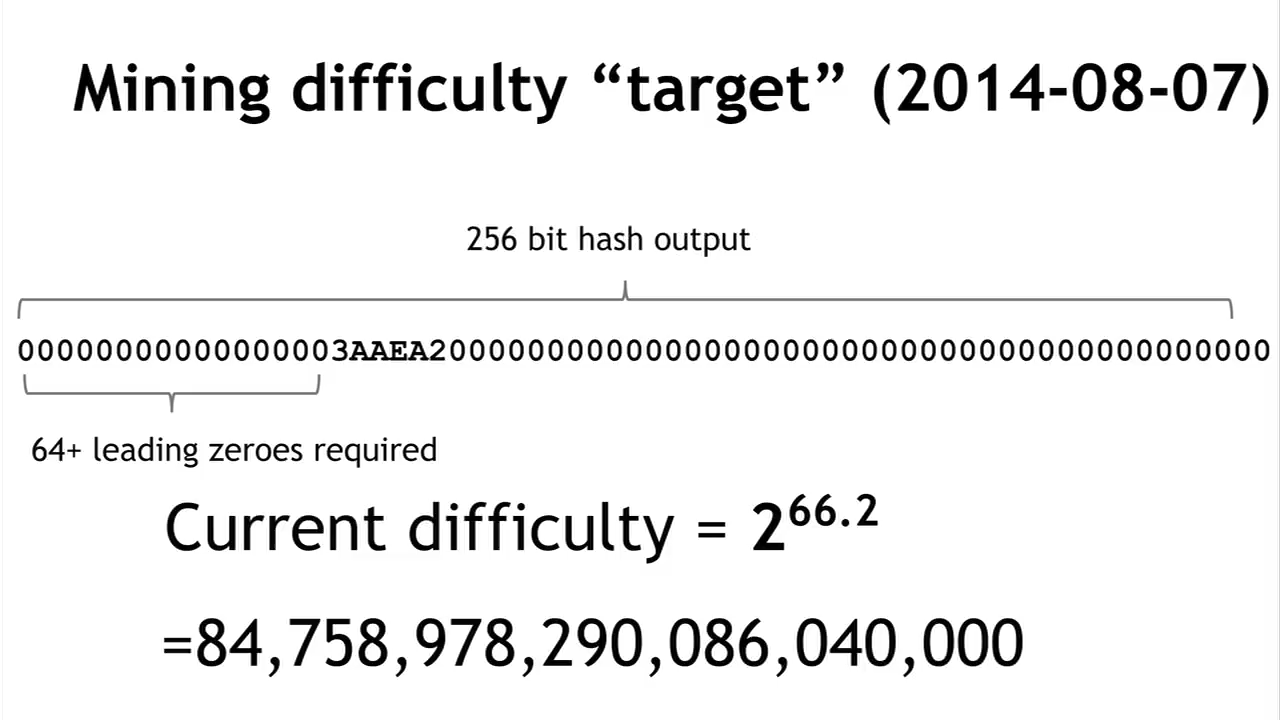 Mining difficulty “target” (2014-08-07)
256 bit hash output
00000000000000003AAEA2000000000000000000000000000000000000000000
64+ leading zeroes required
Current difficulty = 2^66.2
=84,758,978,290,086,040,000